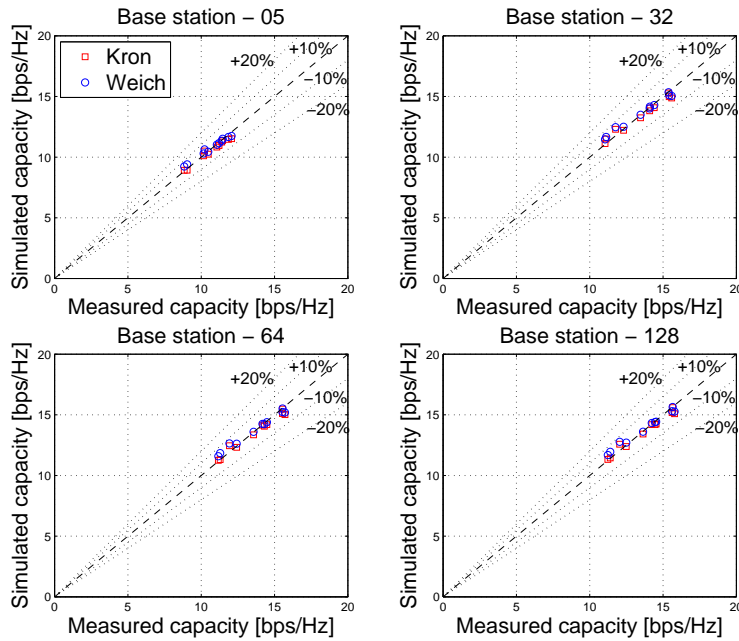 Base station − 05
Simulated capacity [bps/Hz]
20
15
10
5
0
Kron
Weich
+20%
+10%
−10%
−20%
0 5 10 15 20
Measured capacity [bps/Hz]
Base station − 32
Simulated capacity [bps/Hz]
20
15
10
5
0
+20%
+10%
−10%
−20%
0 5 10 15 20
Measured capacity [bps/Hz]
Base station − 64
Simulated capacity [bps/Hz]
20
15
10
5
0
+20%
+10%
−10%
−20%
0 5 10 15 20
Measured capacity [bps/Hz]
Base station − 128
Simulated capacity [bps/Hz]
20
15
10
5
0
+20%
+10%
−10%
−20%
0 5 10 15 20
Measured capacity [bps/Hz]